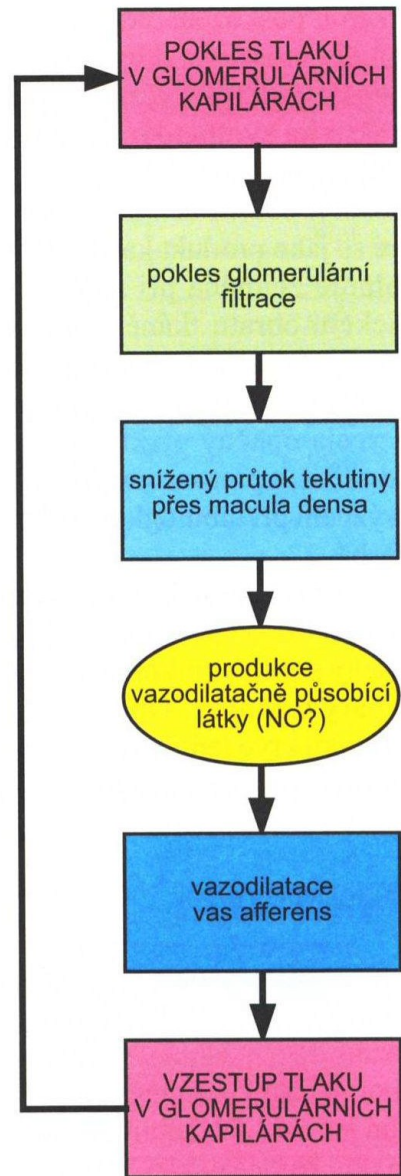 POKLES TLAKU
V GLOMERULÁRNÍCH
KAPILÁRÁCH
pokles glomerulární
filtrace
snížený průtok tekutiny
přes macula densa
produkce
vazodilatačně působící
látky (NO?)
vazodilatace
vas afferens
VZESTUP TLAKU
V GLOMERULÁRNÍCH
KAPILÁRÁCH